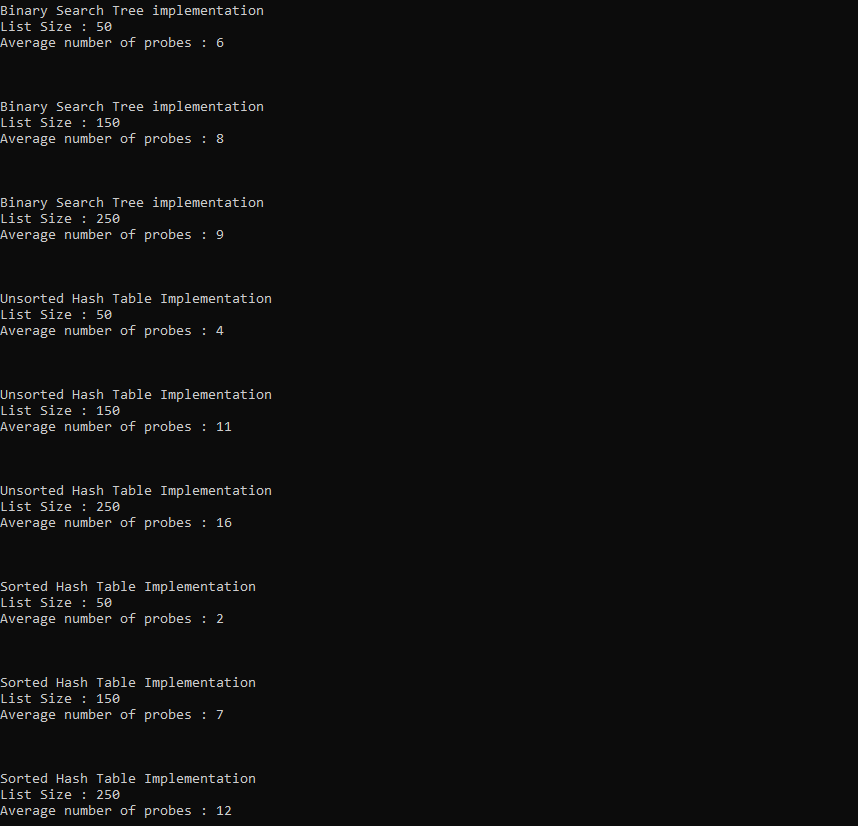 Binary Search Tree implementation
List Size : 50
Average number of probes : 6
Binary Search Tree implementation
List Size : 150
Average number of probes : 8
Binary Search Tree implementation
List Size : 250
Average number of probes : 9
Unsorted Hash Table Implementation
List Size : 50
Average number of probes : 4
Unsorted Hash Table Implementation
List Size : 150
Average number of probes : 11
Unsorted Hash Table Implementation
List Size : 250
Average number of probes : 16
Sorted Hash Table Implementation
List Size : 50
Average number of probes : 2
Sorted Hash Table Implementation
List Size : 150
Average number of probes : 7
Sorted Hash Table Implementation
List Size : 250
Average number of probes : 12